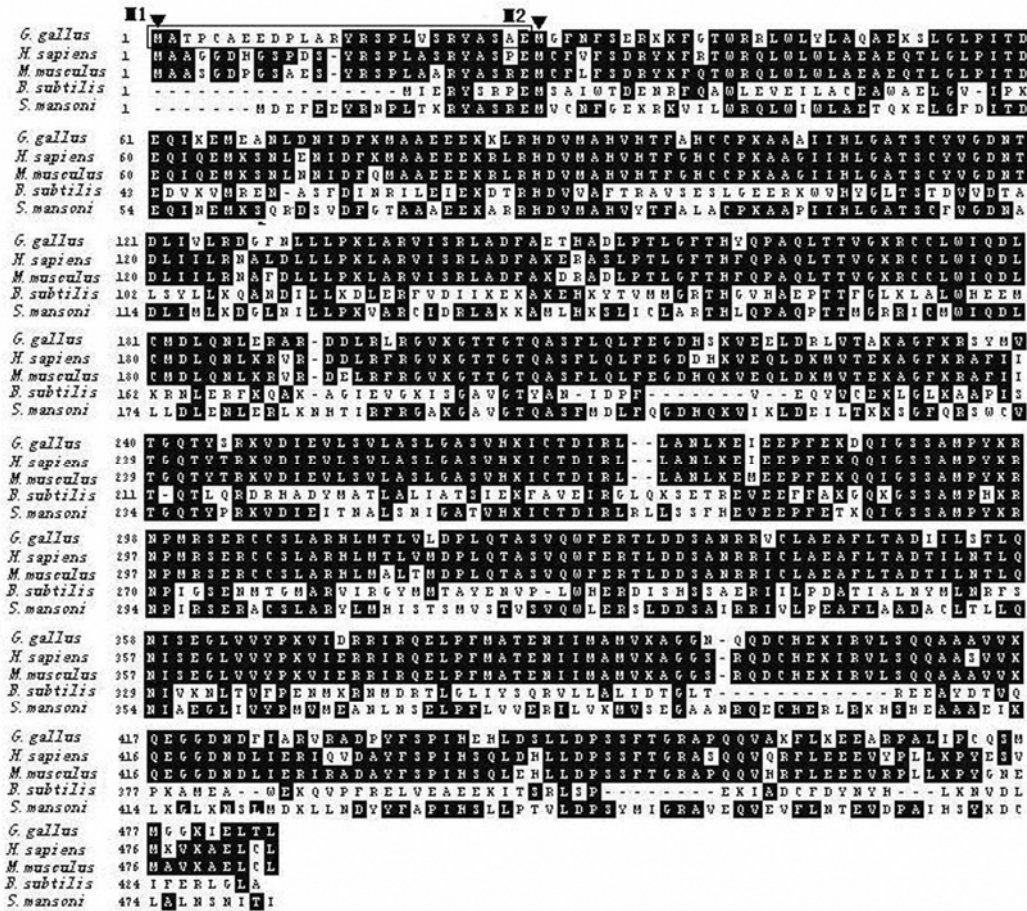 M1 M2
G. gallus 1 MATPCAEEDPLARYRSPLVSRYASAEMGFNFSERKKFGTWRRLWLYLAQAEKSLGLPITD
H. sapiens 1 MAAGGDHGSPDS-YRSPLASRYASPEMCFVFSDRYKFRTWRQLWLWLAEAEQTLGLPITD
M. musculus 1 MAASGDPGSAES-YRSPLAARYASREMCFLFSDKYKFQTWRQLWLWLAEAEQTLGLPITD
B. subtilis 1 ----------------MIERYSRPEMSAIWTDENRFQAWLEVEILACEAWAELGV-IPK
S. mansoni 1 -------MDEFEEYRNPLTKRYASREMVCNFGEKRKVILWRQLWIWLAETQKELGFDITD
G. gallus 61 EQIKEMEANLDNIDFKMAAEEEKKLRHDVMAHVHTFAHCCPKAAAIIHLGATSCYVGDNT
H. sapiens 60 EQIQEMKSNLENIDFKMAAEEEKRLRHDVMAHVHTFGHCCPKAAGIIHLGATSCYVGDNT
M. musculus 60 EQIQEMKSNLNNIDFQMAAEEEKRLRHDVMAHVHTFGHCCPKAAGIIHLGATSCYVGDNT
B. subtilis 43 EDVKVMREN-ASFDINRILEIEKDTRHDVVAFTRAVSESLGEERKWVHYGLTSTDVVDTA
S. mansoni 54 EQINEMKSQRDSVDFGTAAAEEKARRHDVMAHVYTFALACPKAAPIIHLGATSCFVGDNA
G. gallus 121 DLIVLRDGFNLLLPKLARVISRLADFAETHADLPTLGFTHYQPAQLTTVGKRCCLWIQDL
H. sapiens 120 DLIILRNALDLLLPKLARVISRLADFAKERASLPTLGFTHFQPAQLTTVGKRCCLWIQDL
M. musculus 120 DLIILRNAFDLLLPKLARVISRLADFAKDRADLPTLGFTHFQPAQLTTVGKRCCLWIQDL
B. subtilis 102 LSYLLKQANDILLKDLERFVDIIKEKAKEHKYTVMMGRTHGVHAEPTTFGLKLALWHEEM
S. mansoni 114 DLIMLKDGLNILLPKVARCIDRLAKKAMLHKSLICLARTHLQPAQPTTMGRRICMWIQDL
G. gallus 181 CMDLQNLERAR-DDLRLRGVKGTTGTQASFLQLFEGDHSKVEELDRLVTAKAGFKRSYMV
H. sapiens 180 CMDLQNLKRVR-DDLRFRGVKGTTGTQASFLQLFEGDDHKVEQLDKMVTEKAGFKRAFII
M. musculus 180 CMDLQNLKRVR-DELRFRGVKGTTGTQASFLQLFEGDHQKVEQLDKMVTEKAGFKRAFII
B. subtilis 162 KRNLERFKQAK-AGIEVGKISGAVGTYAN-IDPF------V-EQYVCEKLGLKAAPIS
S. mansoni 174 LLDLENLERLKNHTIRFRGAKGAVGTQASFMDLFQGDHQKVIKLDEILTKKSGFQRSWCV
G. gallus 240 TGQTYSRKVDIEVLSVLASLGASVHKICTDIRL--LANLKEIEEPFEKDQIGSSAMPYKR
H. sapiens 239 TGQTYTRKVDIEVLSVLASLGASVHKICTDIRL--LANLKEIEEPFEKQQIGSSAMPYKR
M. musculus 239 TGQTYTRKVDIEVLSVLASLGASVHKICTDIRL--LANLKEMEEPFEKQQIGSSAMPYKR
B. subtilis 211 T-QTLQRDRHADYMATLALIATSIEKFAVEIRGLQKSETREVEEFFAKGQKGSSAMPHKR
S. mansoni 234 TGQTYPRKVDIEITNALSNIGATVHKICTDIRLRLLSSFHEVEEPFETKQIGSSAMPYKR
G. gallus 298 NPMRSERCCSLARHLMTLVLDPLQTASVQWFERTLDDSANRRVCLAEAFLTADIILSTLQ
H. sapiens 297 NPMRSERCCSLARHLMTLVMDPLQTASVQWFERTLDDSANRRICLAEAFLTADTILNTLQ
M. musculus 297 NPMRSERCCSLARHLMALTMDPLQTASVQWFERTLDDSANRRICLAEAFLTADTILNTLQ
B. subtilis 270 NPIGSENMTGMARVIRGYMMTAYENVP-LWHERDISHSSAERIILPDATIALNYMLNRFS
S. mansoni 294 NPIRSERACSLARYLMHISTSMVSTVSVQWLERSLDDSAIRRIVLPEAFLAADACLTLLQ
G. gallus 358 NISEGLVVYPKVIDRRIRQELPFMATENIIMAMVKAGGN-QQDCHEKIRVLSQQAAAVVK
H. sapiens 357 NISEGLVVYPKVIERRIRQELPFMATENIIMAMVKAGGS-RQDCHEKIRVLSQQAASVVK
M. musculus 357 NISEGLVVYPKVIERRIRQELPFMATENIIMAMVKAGGS-RQDCHEKIRVLSQQAAAVVK
B. subtilis 329 NIVKNLTVFPENMKRNMDRTLGLIYSQRVLLALIDTGLT----------REEAYDTVQ
S. mansoni 354 NIAEGLIVYPMVMEANLNSELPFLVVERILVKMVSEGAANRQECHERLRKHSHEAAAEIK
G. gallus 417 QEGGDNDFIARVRADPYFSPIHEHLDSLLDPSSFTGRAPQQVAKFLKEEARPALIPCQSM
H. sapiens 416 QEGGDNDLIERIQVDAYFSPIHSQLDHLLDPSSFTGRASQQVQRFLEEEVYPLLKPYESV
M. musculus 416 QEGGDNDLIERIRADAYFSPIHSQLEHLLDPSSFTGRAPQQVHRFLEEEVRPLLKPYGNE
B. subtilis 377 PKAMEA--WEKQVPFRELVEAEEKITSRLSP-------EKIADCFDYNYH--LKNVDL
S. mansoni 414 LKGLKNSLMDKLLNDYYFAPIHSLLPTVLDPSYMIGRAVEQVEVFLNTEVDPAIHSYKDC
G. gallus 477 MGGKIELTL
H. sapiens 476 MKVKAELCL
M. musculus 476 MAVKAELCL
B. subtilis 424 IFERLGLA
S. mansoni 474 LALNSNITI